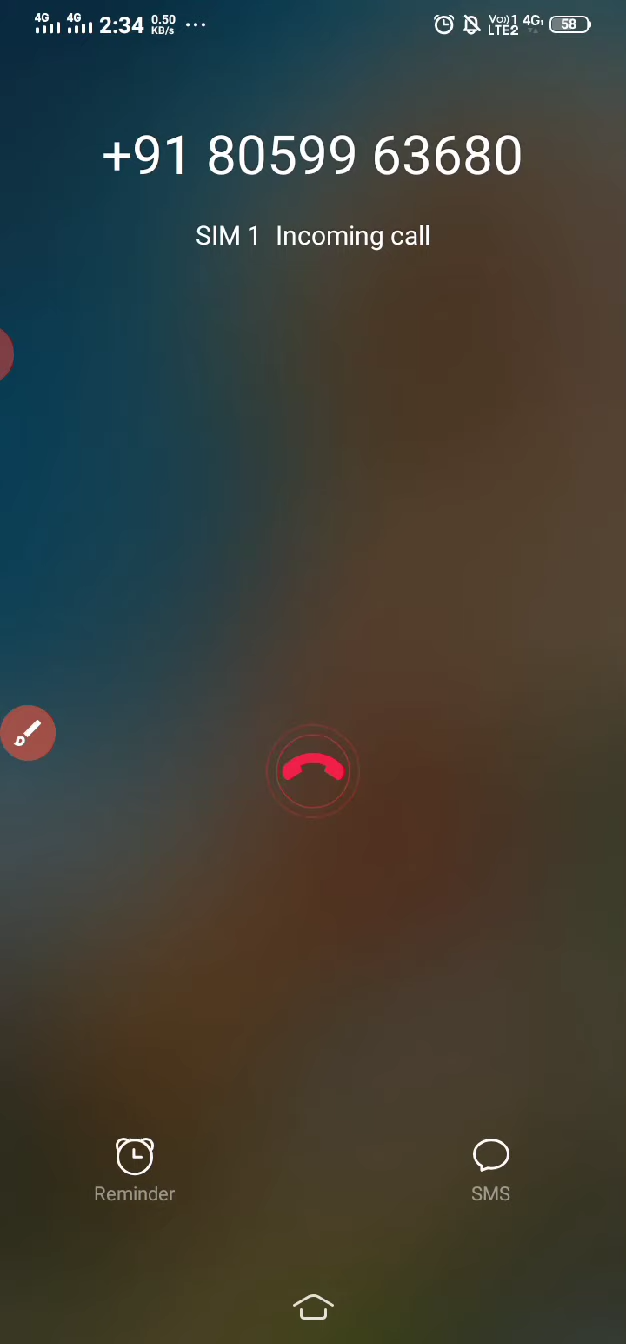 4G 4G 2:34 0.50 KB/s ... Vo))1 LTE2 4G 58
+91 80599 63680
SIM 1 Incoming call
Reminder SMS